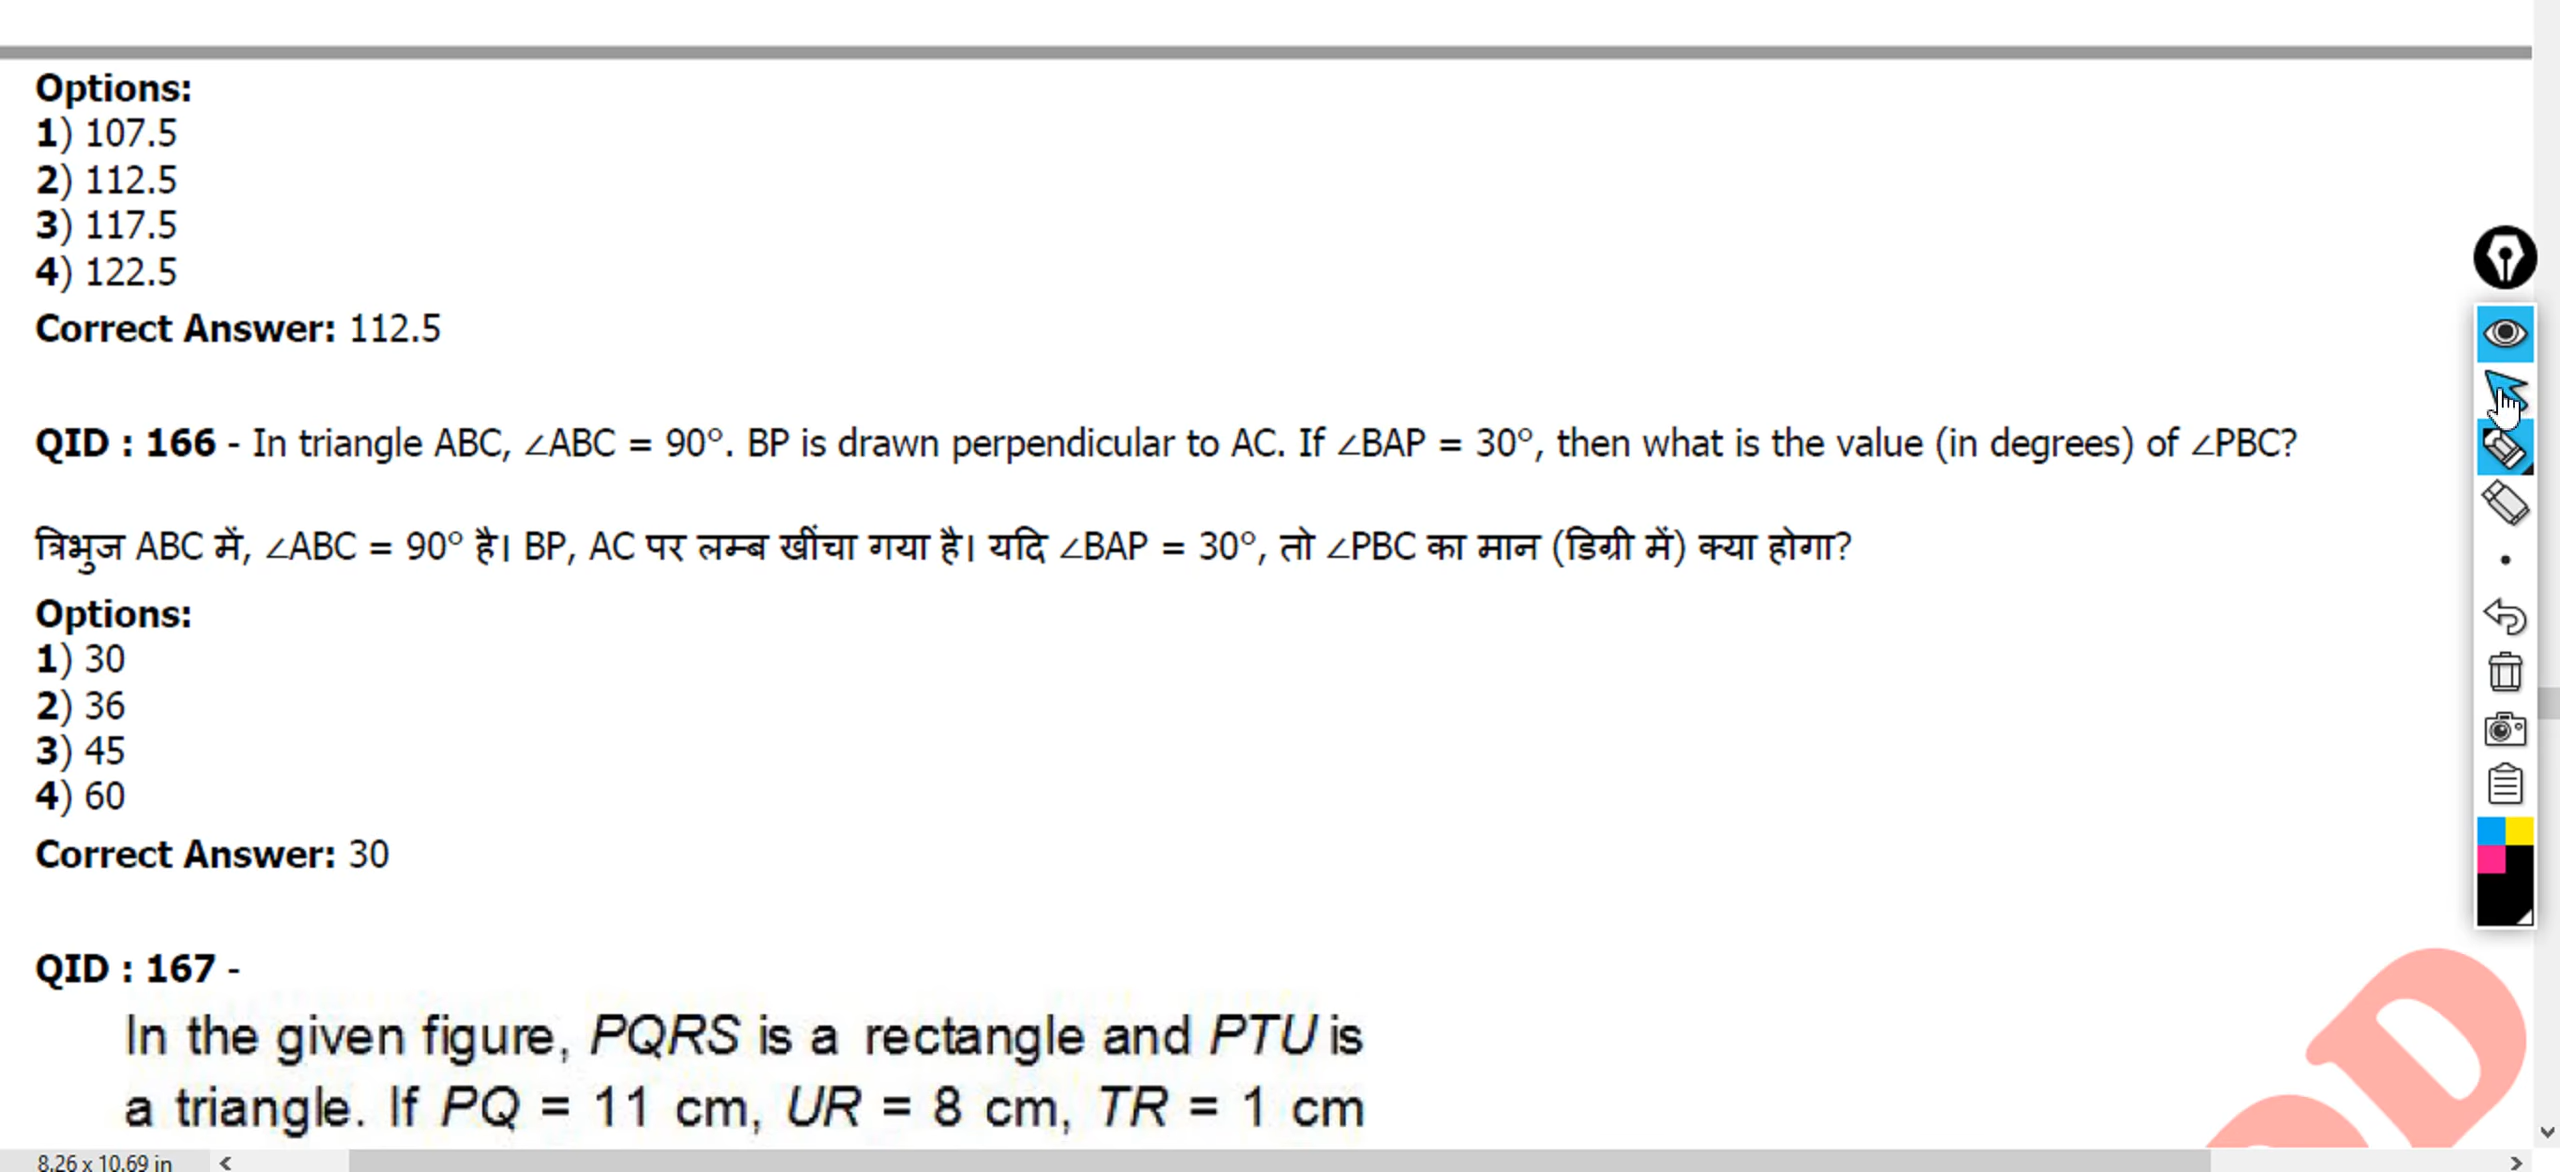 Options:
1) 107.5
2) 112.5
3) 117.5
4) 122.5
Correct Answer: 112.5
QID : 166 - In triangle ABC, ∠ABC = 90°. BP is drawn perpendicular to AC. If ∠BAP = 30°, then what is the value (in degrees) of ∠PBC?
त्रिभुज ABC में, ∠ABC = 90° है। BP, AC पर लम्ब खींचा गया है। यदि ∠BAP = 30°, तो ∠PBC का मान (डिग्री में) क्या होगा?
Options:
1) 30
2) 36
3) 45
4) 60
Correct Answer: 30
QID : 167 -
In the given figure, PQRS is a rectangle and PTU is
a triangle. If PQ = 11 cm, UR = 8 cm, TR = 1 cm
8.26 x 10.69 in